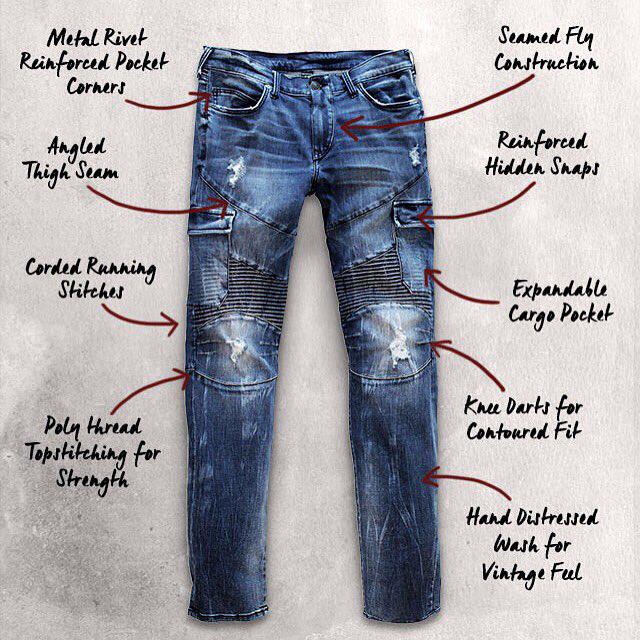 Metal Rivet
Reinforced Pocket
Corners
Seamed Fly
Construction
Angled
Thigh Seam
Reinforced
Hidden Snaps
Corded Running
Stitches
Expandable
Cargo Pocket
Poly thread
Topstitching for
Strength
Knee Darts for
Contoured Fit
Hand Distressed
Wash for
Vintage Feel